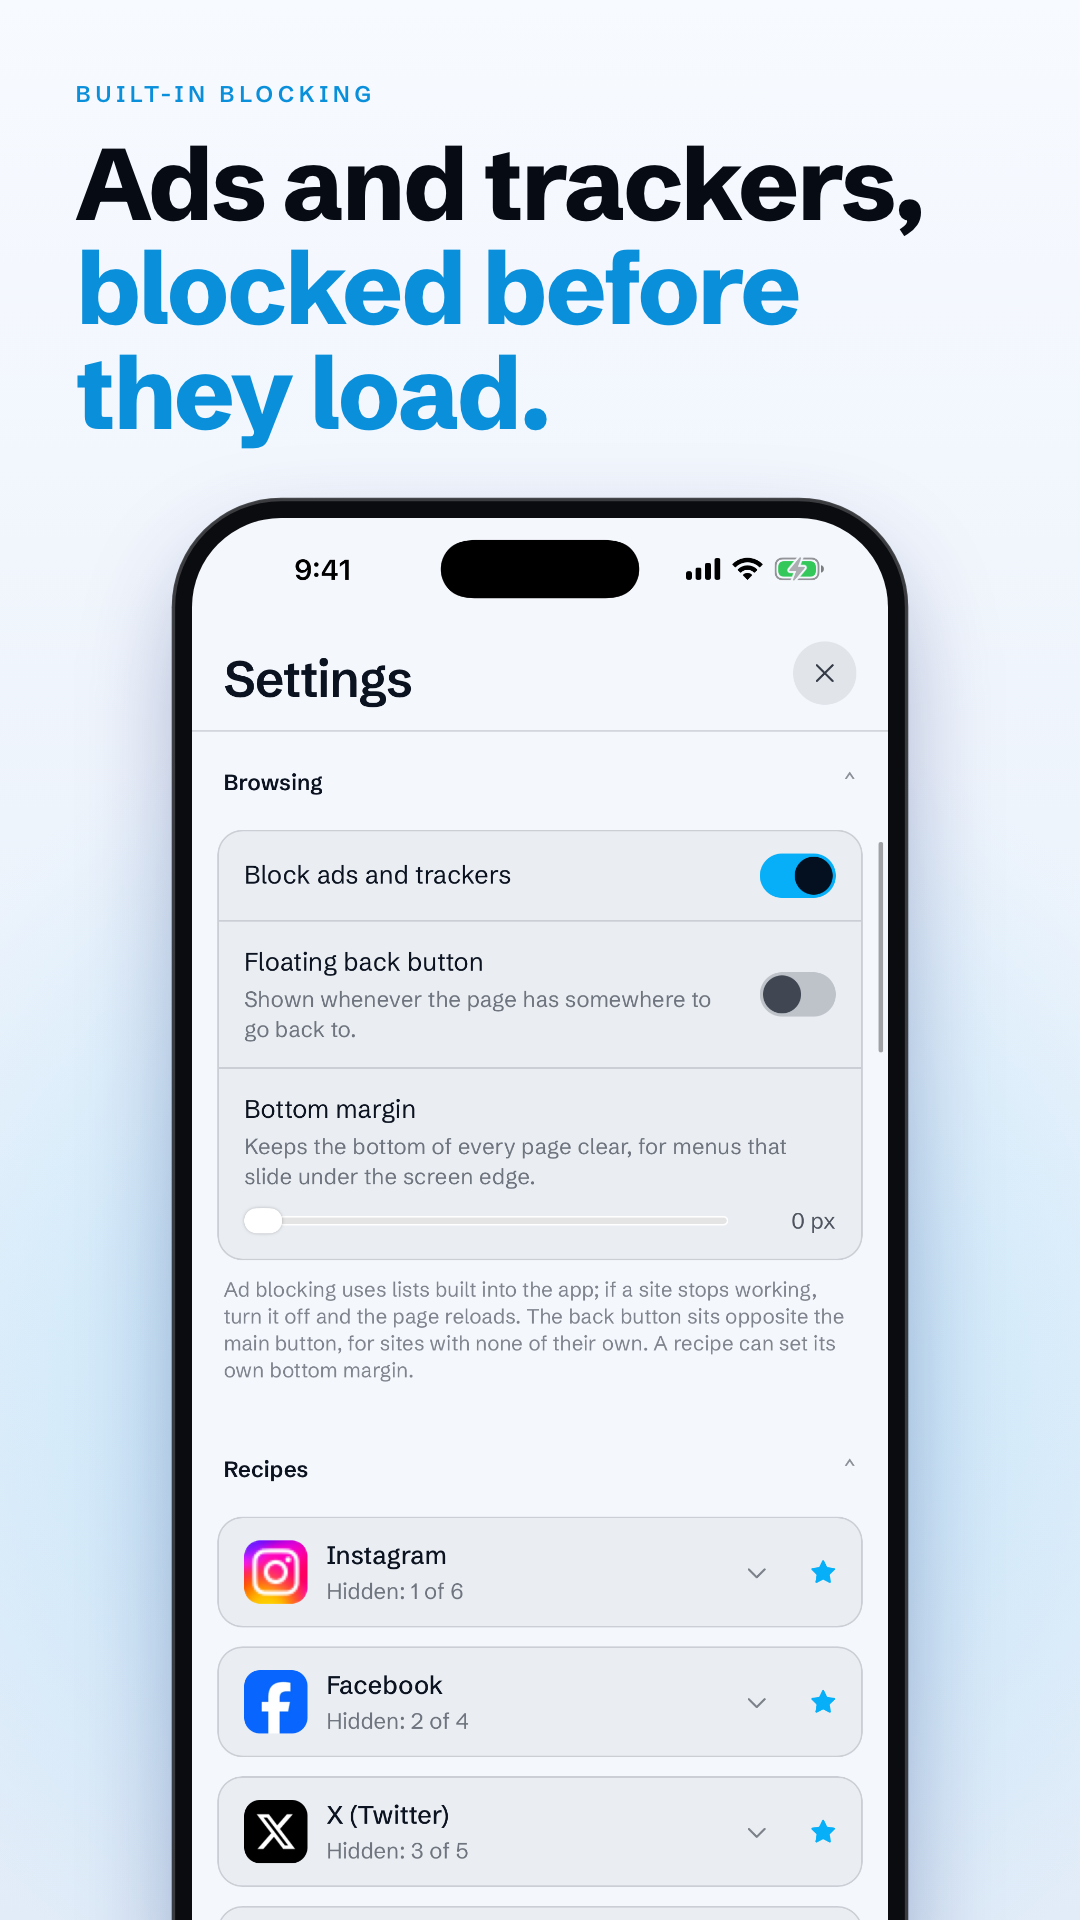 BUILT-IN BLOCKING
Ads and trackers,
blocked before
they load.
9:41
Settings
Browsing
Block ads and trackers
Floating back button
Shown whenever the page has somewhere to
go back to.
Bottom margin
Keeps the bottom of every page clear, for menus that
slide under the screen edge.
0 px
Ad blocking uses lists built into the app; if a site stops working,
turn it off and the page reloads. The back button sits opposite the
main button, for sites with none of their own. A recipe can set its
own bottom margin.
Recipes
Instagram
Hidden: 1 of 6
Facebook
Hidden: 2 of 4
X (Twitter)
Hidden: 3 of 5